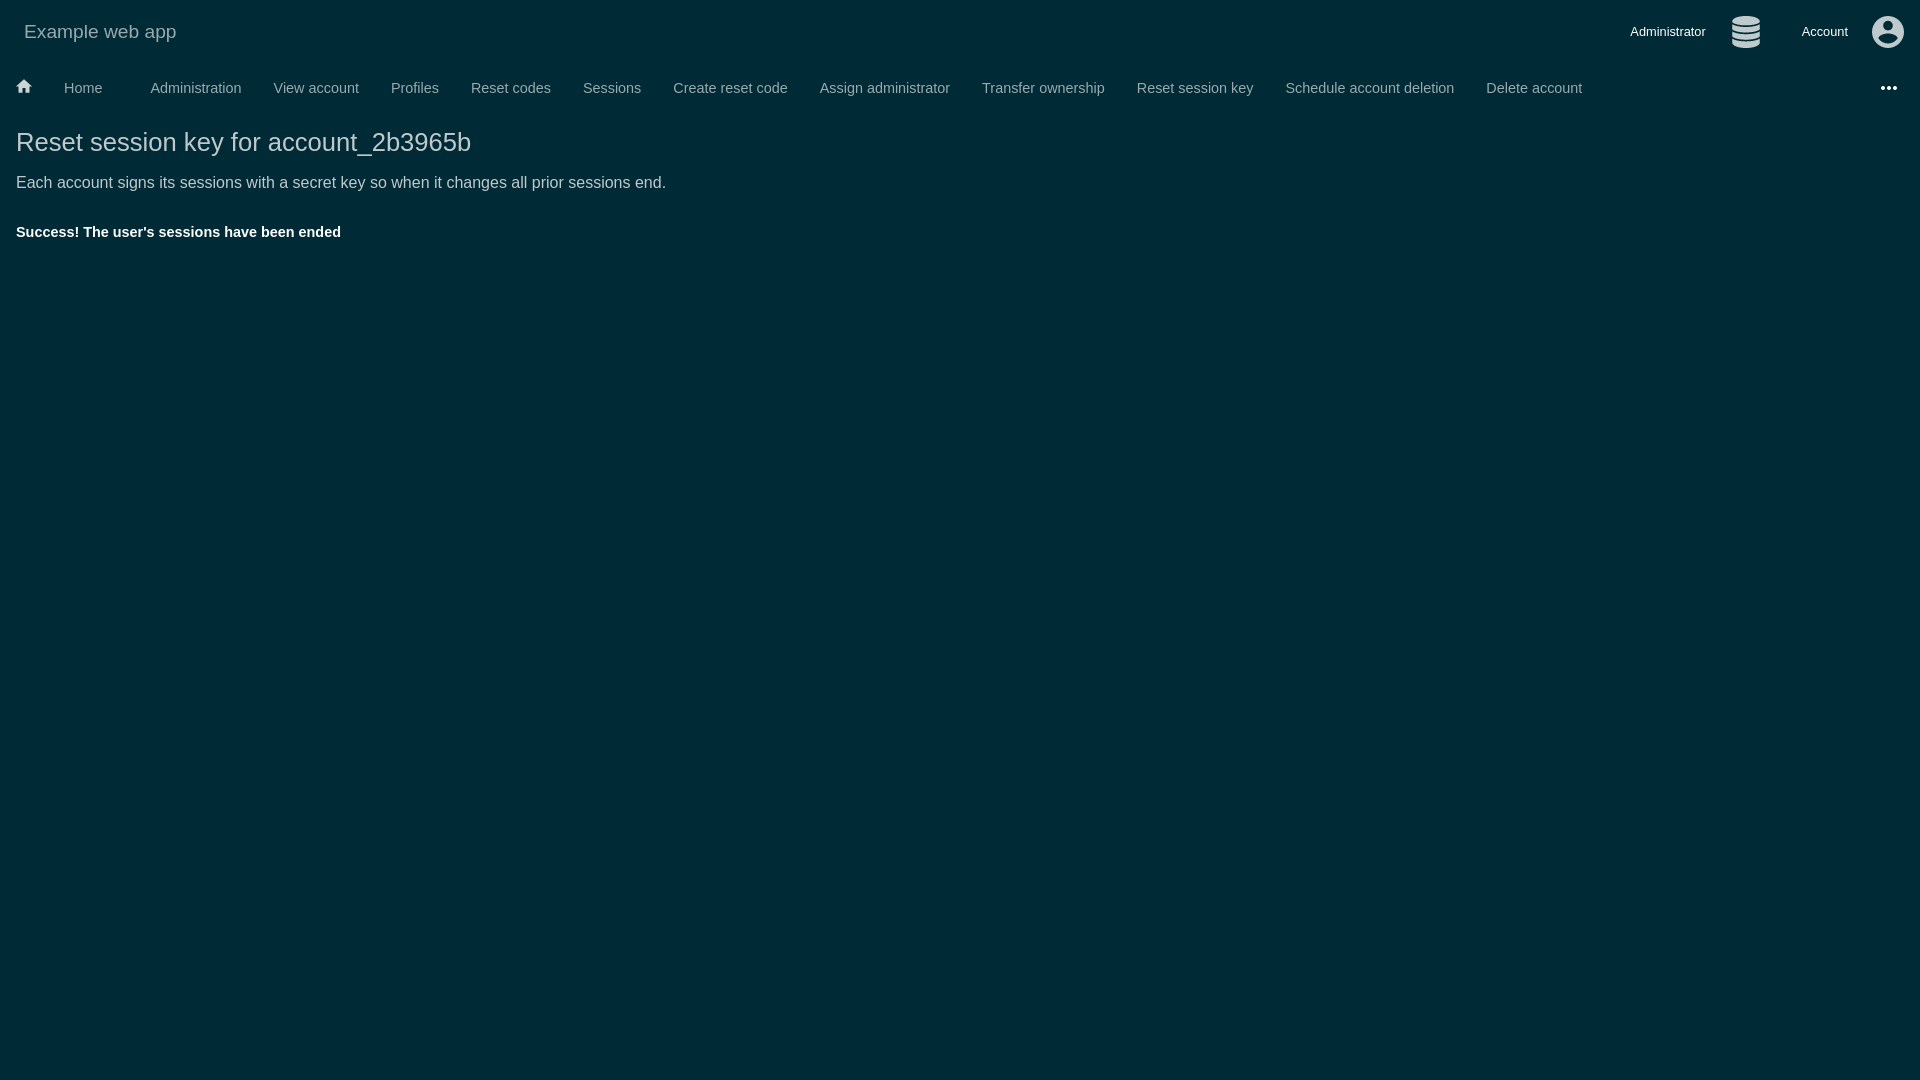 Example web app
Administrator
Account
Home
Administration
View account
Profiles
Reset codes
Sessions
Create reset code
Assign administrator
Transfer ownership
Reset session key
Schedule account deletion
Delete account
Reset session key for account_2b3965b
Each account signs its sessions with a secret key so when it changes all prior sessions end.
Success! The user's sessions have been ended